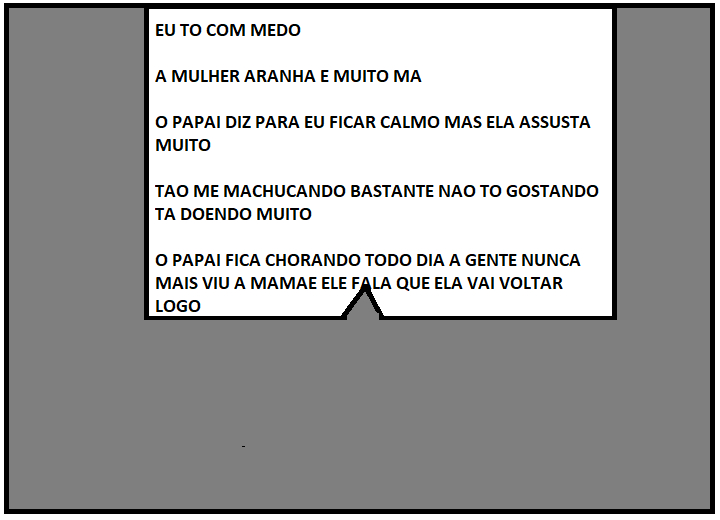 EU TO COM MEDO
A MULHER ARANHA E MUITO MA
O PAPAI DIZ PARA EU FICAR CALMO MAS ELA ASSUSTA
MUITO
TAO ME MACHUCANDO BASTANTE NAO TO GOSTANDO
TA DOENDO MUITO
O PAPAI FICA CHORANDO TODO DIA A GENTE NUNCA
MAIS VIU A MAMAE ELE FALA QUE ELA VAI VOLTAR
LOGO